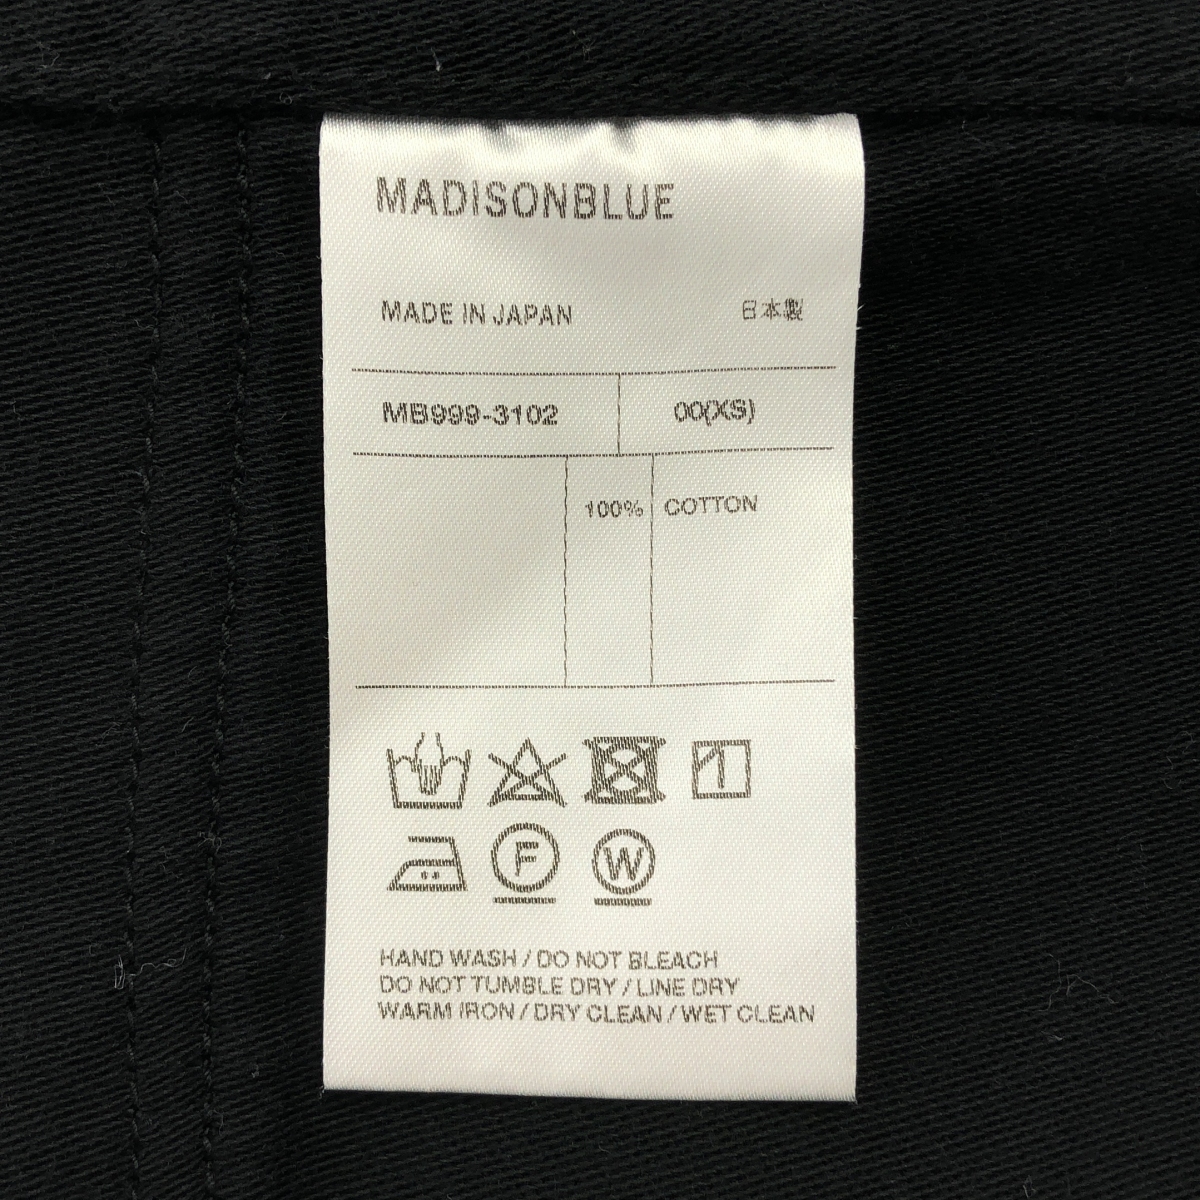 MADISONBLUE
MADE IN JAPAN 日本製
MB999-3102 00(XS)
100% COTTON
F W
HAND WASH / DO NOT BLEACH
DO NOT TUMBLE DRY / LINE DRY
WARM IRON / DRY CLEAN / WET CLEAN